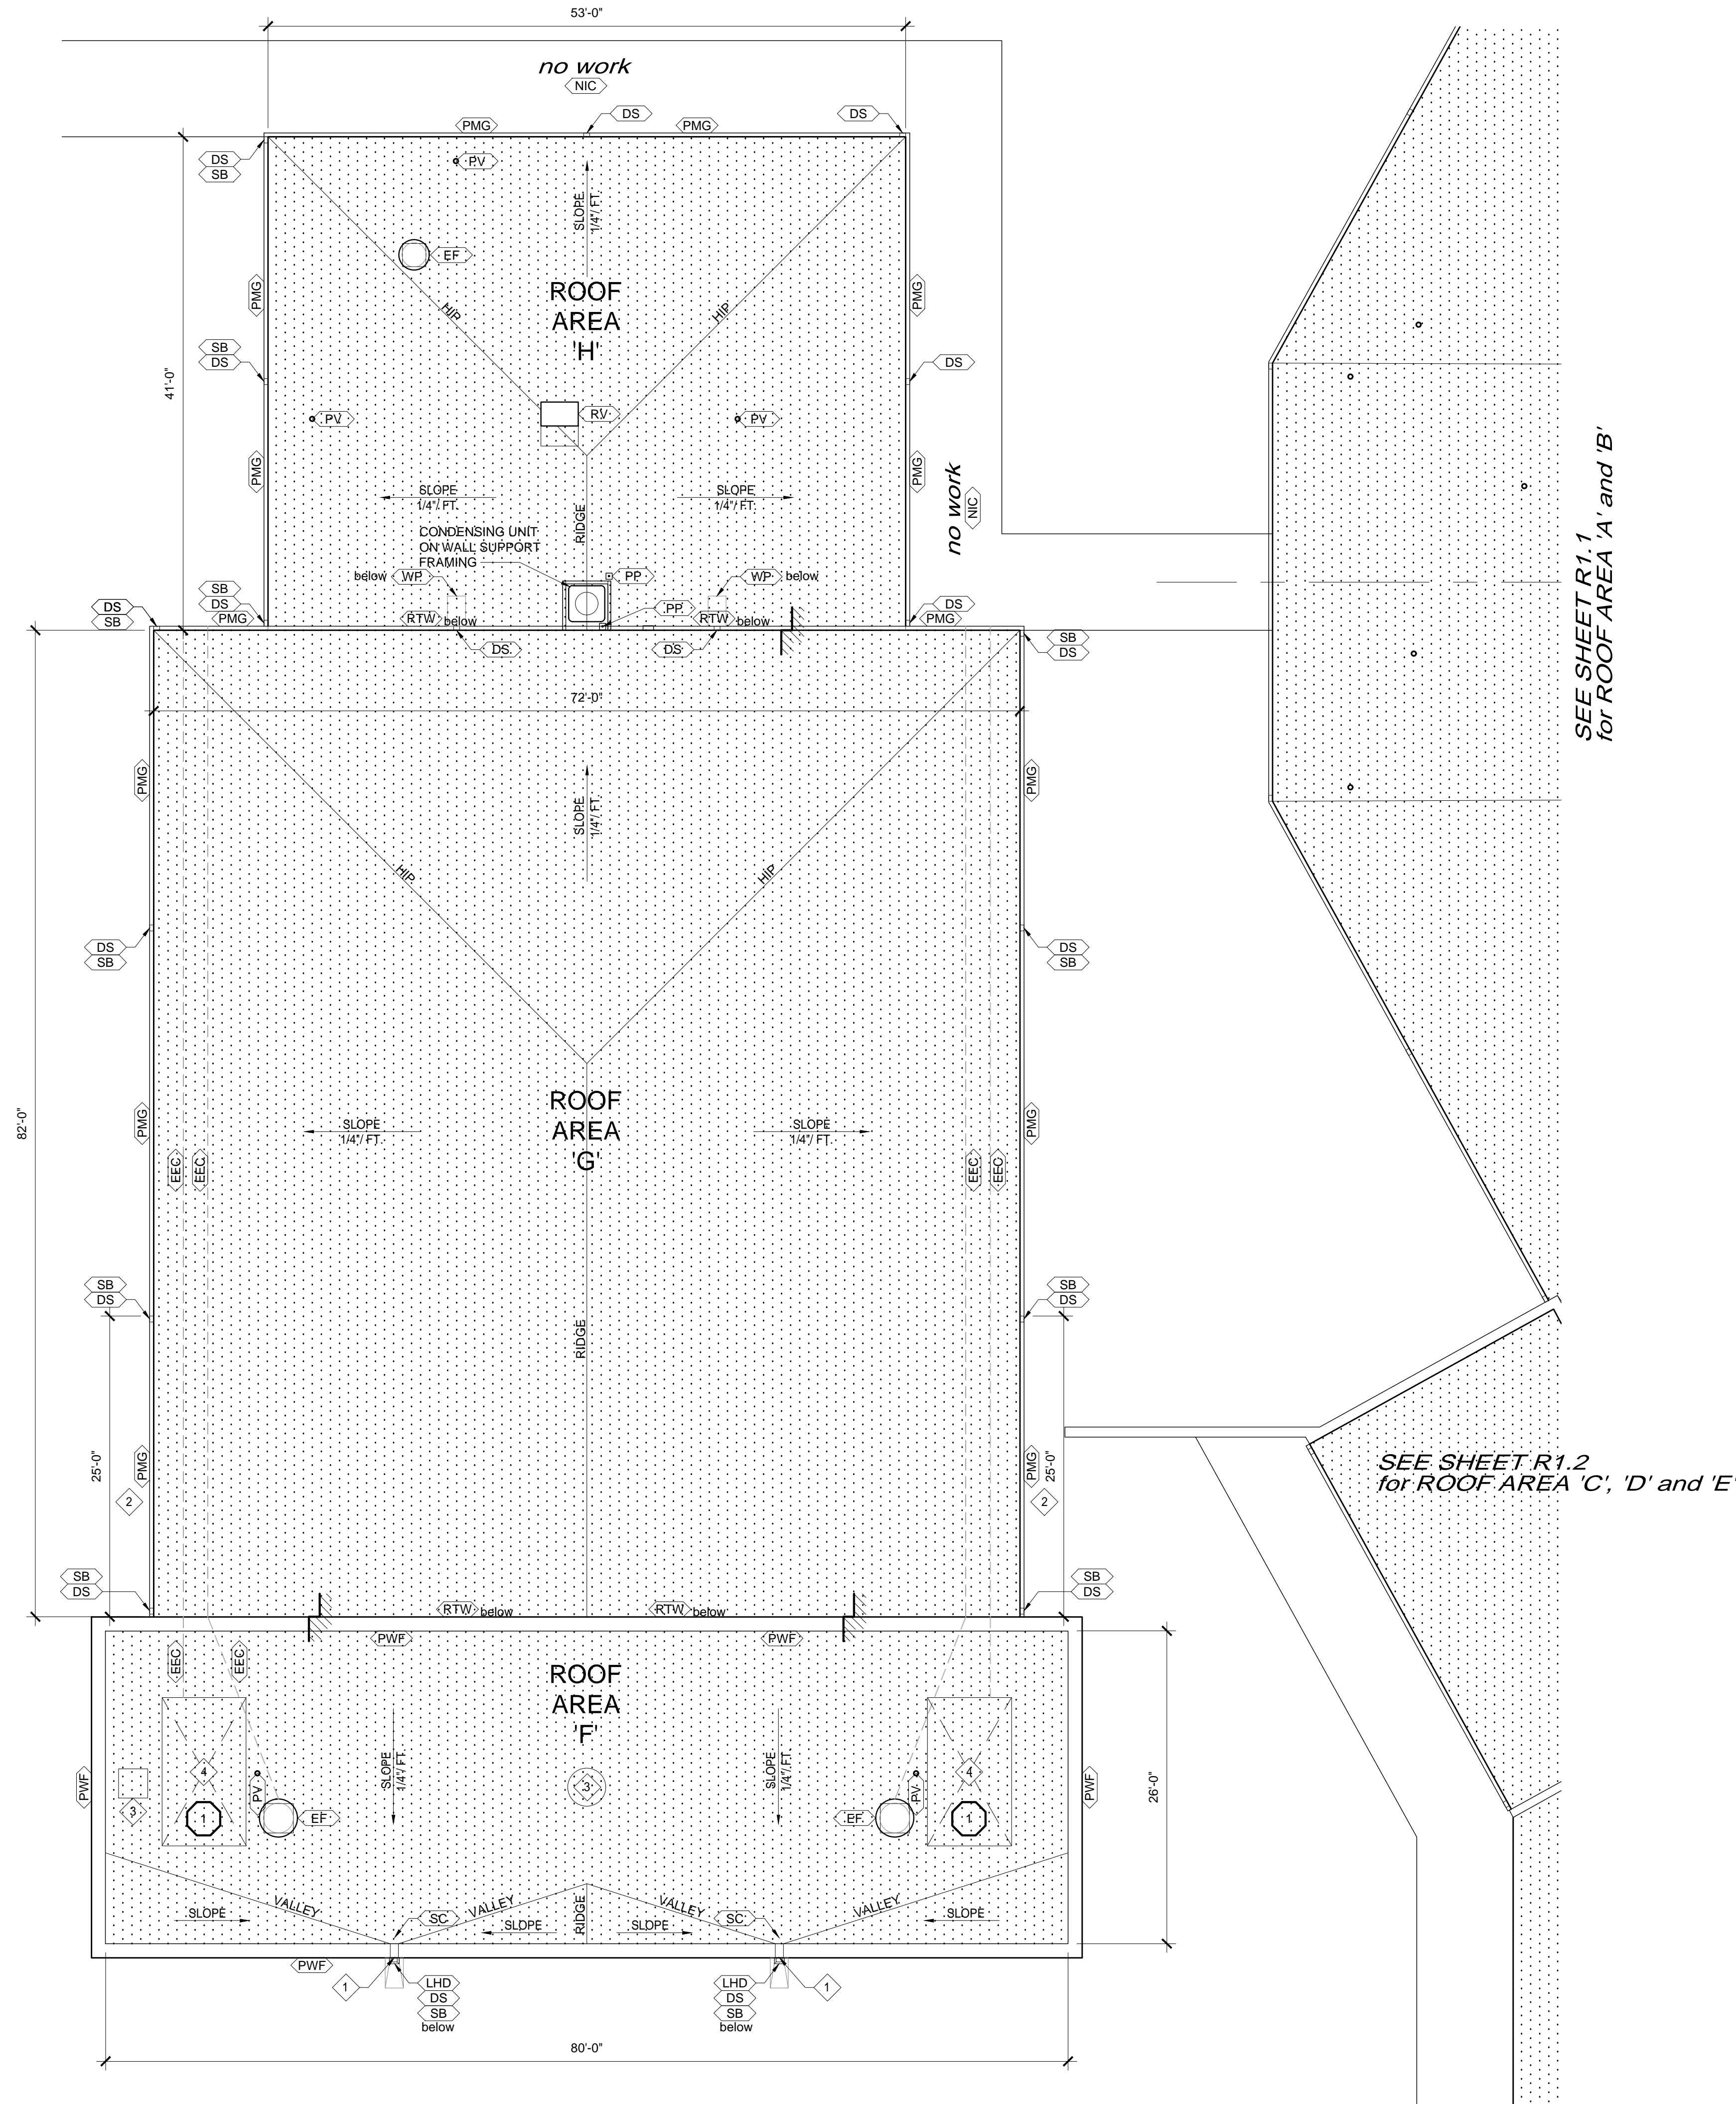 53'-0"
no work
NIC
DS
DS
PMG
PMG
DS
SB
PV
SLOPE
1/4"/ FT.
EF
PMG
PMG
ROOF
AREA
'H'
HIP
HIP
SB
DS
DS
41'-0"
PV
RV
PV
PMG
PMG
no work
NIC
SLOPE
1/4"/ FT.
SLOPE
1/4"/ FT.
RIDGE
CONDENSING UNIT
ON WALL SUPPORT
FRAMING
below
WP
PP
WP
below
SB
DS
PMG
DS
SB
RTW
below
PP
RTW
below
DS
PMG
DS
DS
SB
DS
SEE SHEET R1.1
for ROOF AREA 'A' and 'B'
72'-0"
PMG
SLOPE
1/4"/ FT.
PMG
HIP
HIP
DS
SB
DS
SB
82'-0"
PMG
ROOF
AREA
'G'
PMG
SLOPE
1/4"/ FT.
SLOPE
1/4"/ FT.
EEC
EEC
EEC
EEC
SB
DS
SB
DS
RIDGE
25'-0"
PMG
2
PMG
25'-0"
2
SEE SHEET R1.2
for ROOF AREA 'C', 'D' and 'E'
SB
DS
SB
DS
RTW
below
RTW
below
PWF
PWF
EEC
EEC
ROOF
AREA
'F'
PWF
4
SLOPE
1/4"/ FT.
3
SLOPE
1/4"/ FT.
4
PWF
26'-0"
3
1
PV
EF
EF
PV
1
VALLEY
VALLEY
VALLEY
VALLEY
SLOPE
SC
SLOPE
RIDGE
SLOPE
SC
SLOPE
PWF
1
LHD
DS
SB
below
LHD
DS
SB
below
1
80'-0"